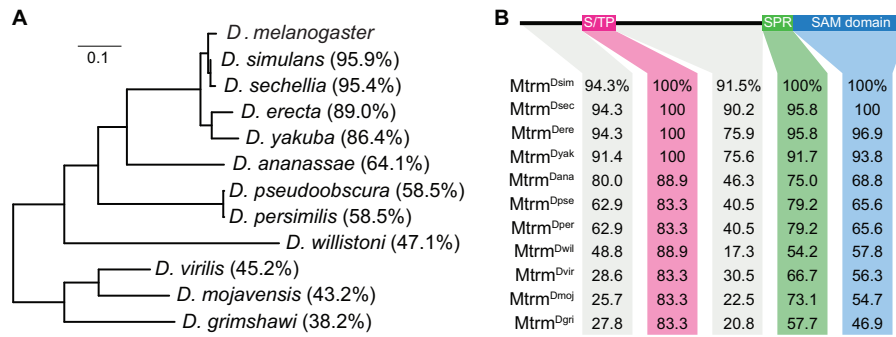 A
D. melanogaster
D. simulans (95.9%)
0.1
D. sechellia (95.4%)
D. erecta (89.0%)
D. yakuba (86.4%)
D. ananassae (64.1%)
D. pseudoobscura (58.5%)
D. persimilis (58.5%)
D. willistoni (47.1%)
D. virilis (45.2%)
D. mojavensis (43.2%)
D. grimshawi (38.2%)
B
S/TP SPR SAM domain
Mtrm^Dsim 94.3% 100% 91.5% 100% 100%
Mtrm^Dsec 94.3 100 90.2 95.8 100
Mtrm^Dere 94.3 100 75.9 95.8 96.9
Mtrm^Dyak 91.4 100 75.6 91.7 93.8
Mtrm^Dana 80.0 88.9 46.3 75.0 68.8
Mtrm^Dpse 62.9 83.3 40.5 79.2 65.6
Mtrm^Dper 62.9 83.3 40.5 79.2 65.6
Mtrm^Dwil 48.8 88.9 17.3 54.2 57.8
Mtrm^Dvir 28.6 83.3 30.5 66.7 56.3
Mtrm^Dmoj 25.7 83.3 22.5 73.1 54.7
Mtrm^Dgri 27.8 83.3 20.8 57.7 46.9